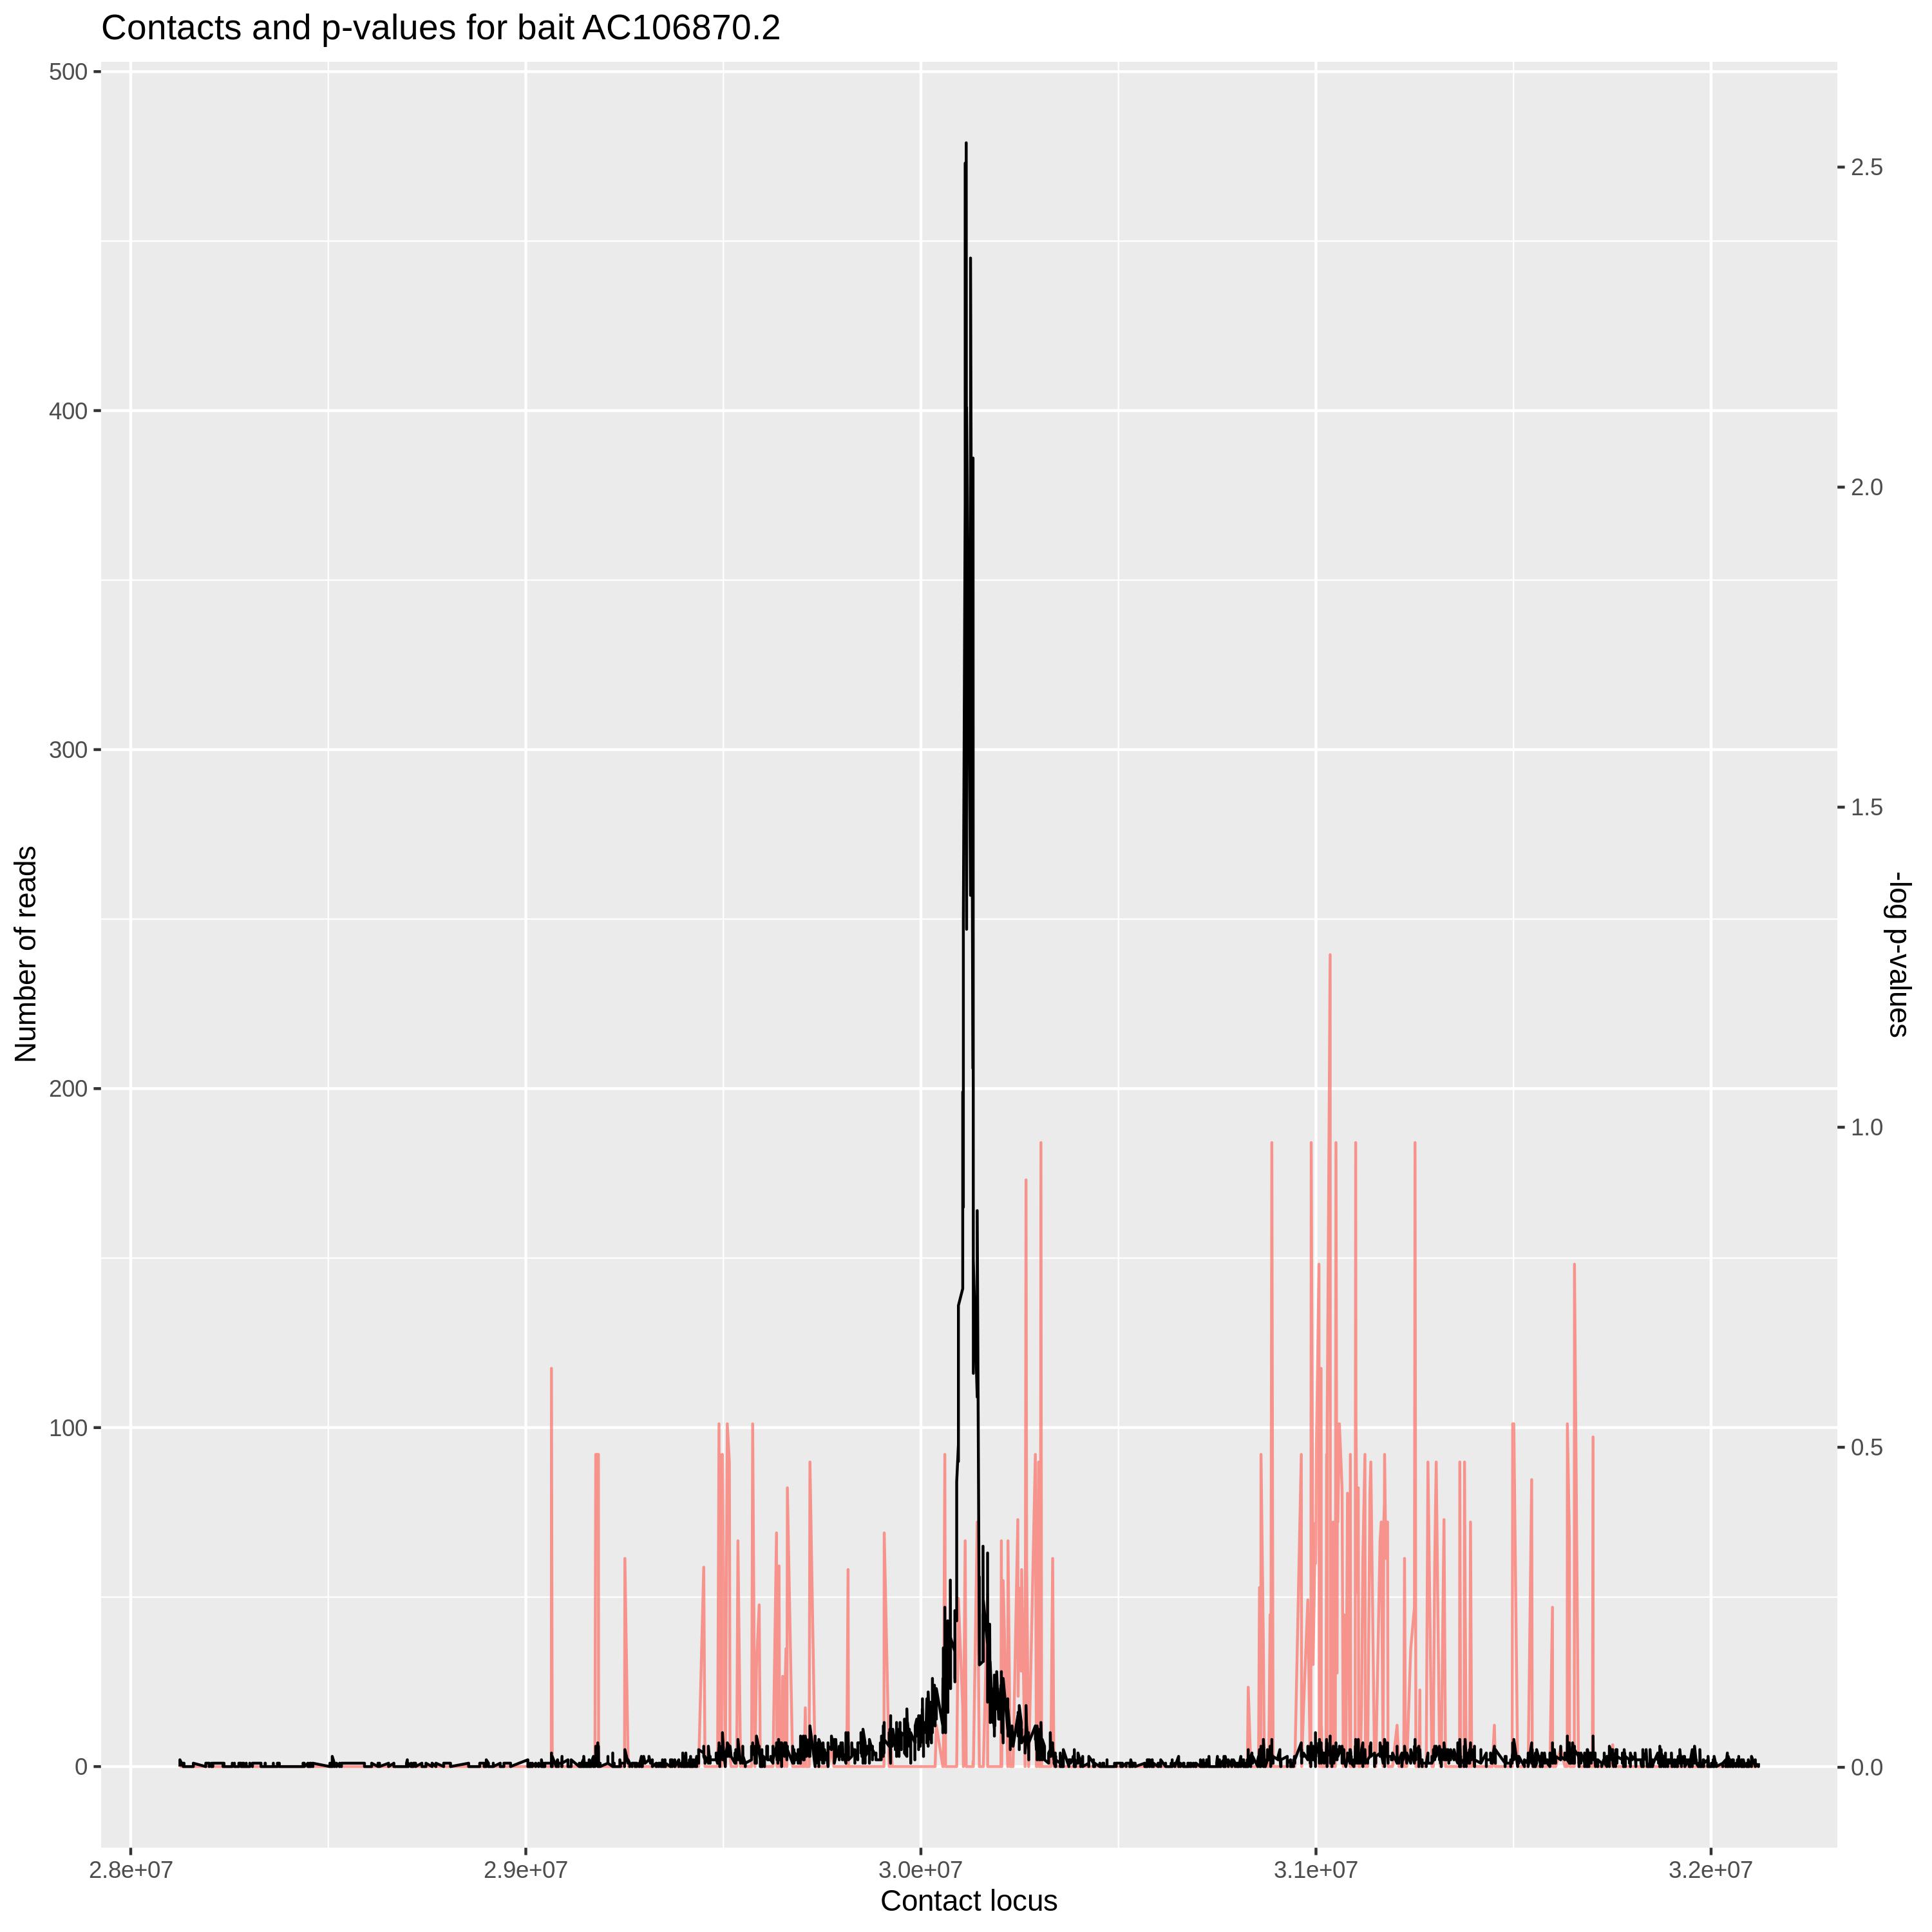 Contacts and p-values for bait AC106870.2
500
400
300
200
100
0
Number of reads
2.5
2.0
1.5
1.0
0.5
0.0
-log p-values
2.8e+07 2.9e+07 3.0e+07 3.1e+07 3.2e+07
Contact locus